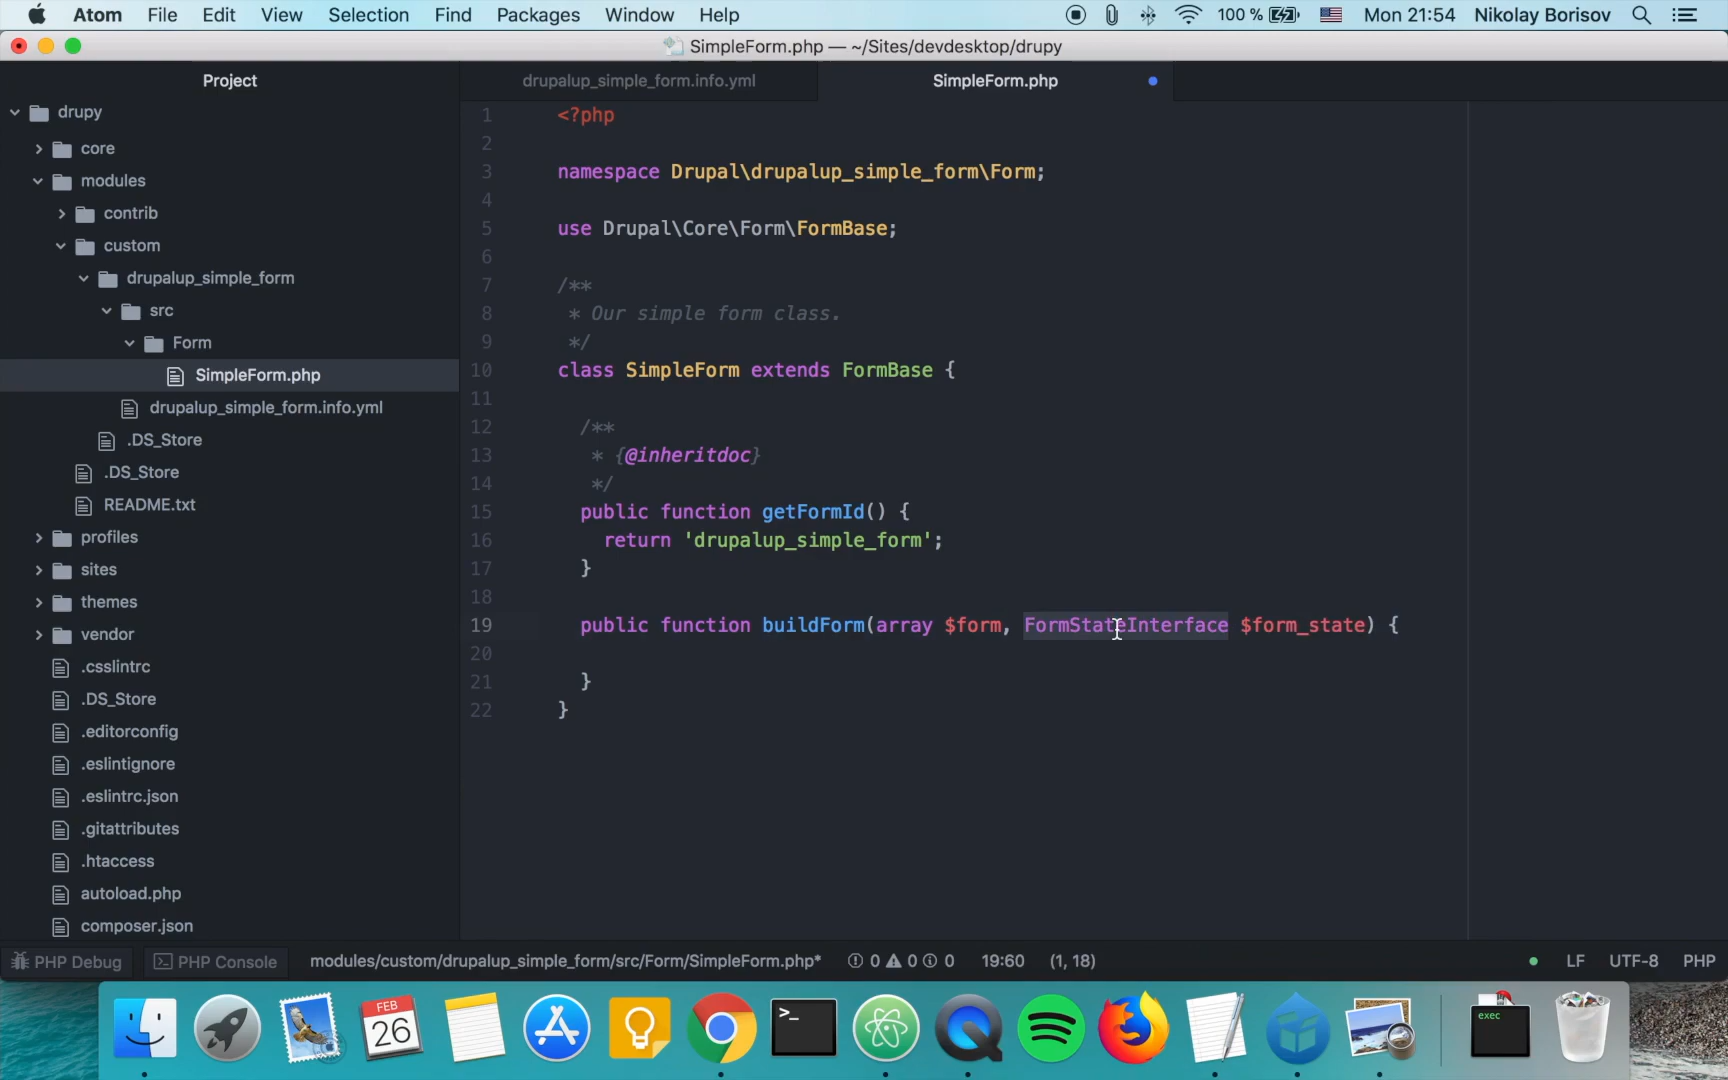 Atom File Edit View Selection Find Packages Window Help 100 % Mon 21:54 Nikolay Borisov
SimpleForm.php — ~/Sites/devdesktop/drupy
Project
drupalup_simple_form.info.yml
SimpleForm.php
drupy
core
modules
contrib
custom
drupalup_simple_form
src
Form
SimpleForm.php
drupalup_simple_form.info.yml
.DS_Store
.DS_Store
README.txt
profiles
sites
themes
vendor
.csslintrc
.DS_Store
.editorconfig
.eslintignore
.eslintrc.json
.gitattributes
.htaccess
autoload.php
composer.json
1 <?php
2
3 namespace Drupal\drupalup_simple_form\Form;
4
5 use Drupal\Core\Form\FormBase;
6
7 /**
8 * Our simple form class.
9 */
10 class SimpleForm extends FormBase {
11
12 /**
13 * {@inheritdoc}
14 */
15 public function getFormId() {
16 return 'drupalup_simple_form';
17 }
18
19 public function buildForm(array $form, FormStateInterface $form_state) {
20
21 }
22 }
PHP Debug PHP Console modules/custom/drupalup_simple_form/src/Form/SimpleForm.php* 0 0 0 19:60 (1, 18) LF UTF-8 PHP
FEB
26
>_
exec